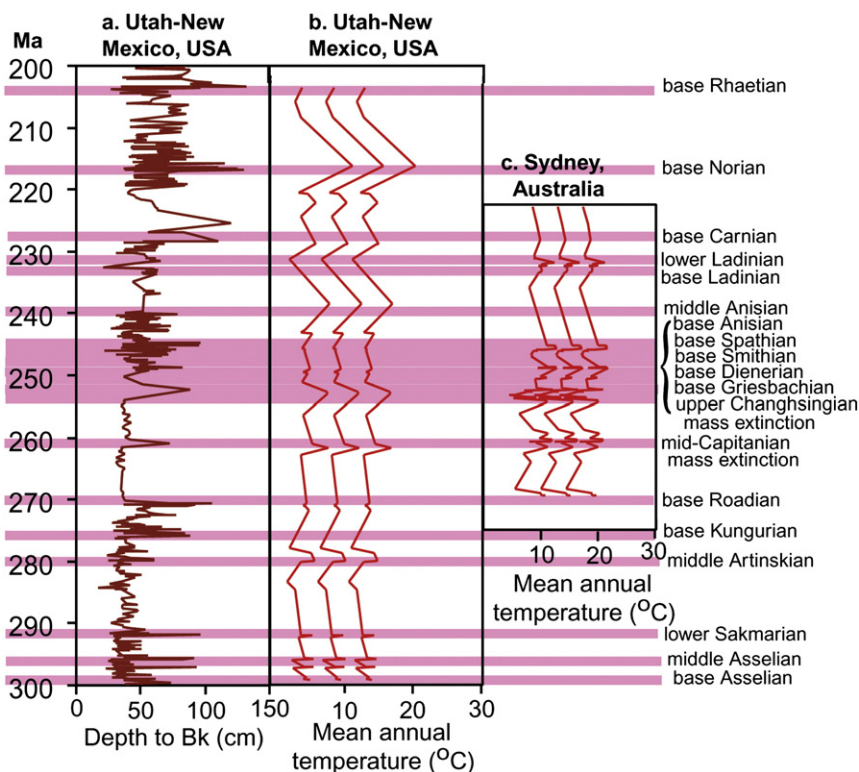 a. Utah-New
Mexico, USA
b. Utah-New
Mexico, USA
Ma
200
210
220
230
240
250
260
270
280
290
300
c. Sydney,
Australia
base Rhaetian
base Norian
base Carnian
lower Ladinian
base Ladinian
middle Anisian
base Anisian
base Spathian
base Smithian
base Dienerian
base Griesbachian
upper Changhsingian
mass extinction
mid-Capitanian
mass extinction
base Roadian
base Kungurian
middle Artinskian
lower Sakmarian
middle Asselian
base Asselian
10 20 30
Mean annual
temperature (OC)
0 50 100 150
Depth to Bk (cm)
10 20 30
Mean annual
temperature (OC)